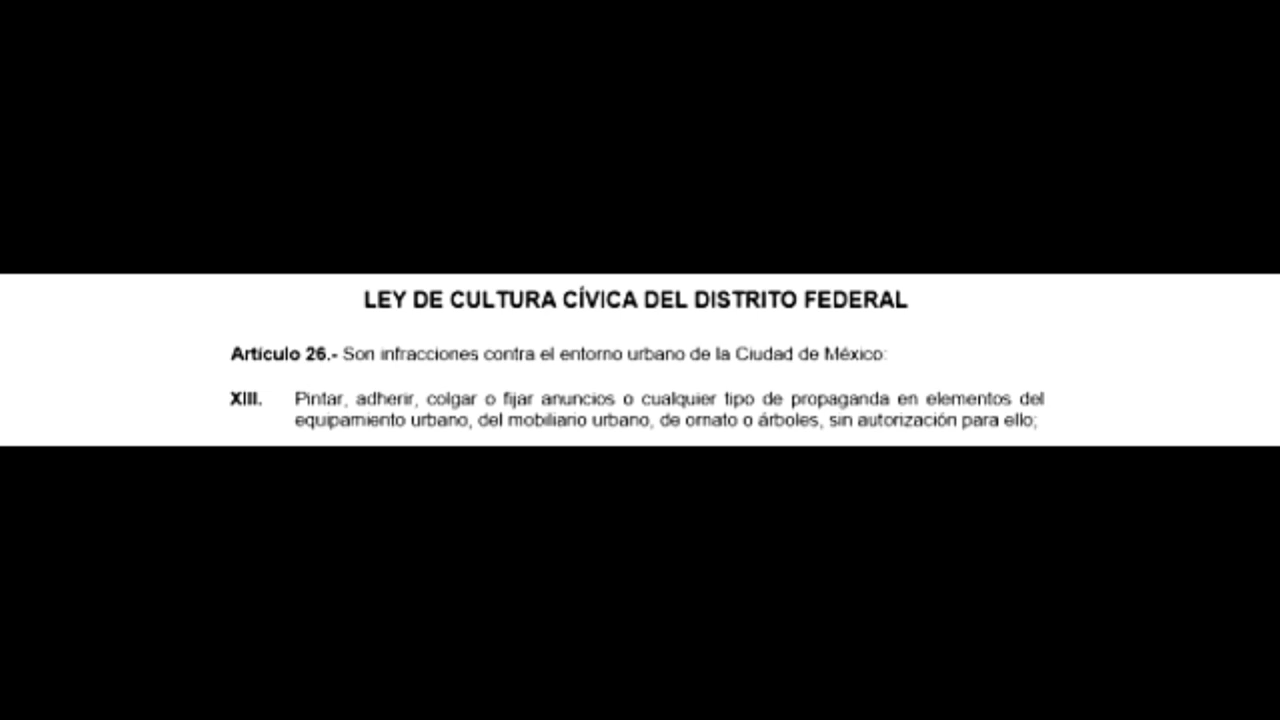 LEY DE CULTURA CÍVICA DEL DISTRITO FEDERAL
Artículo 26.- Son infracciones contra el entorno urbano de la Ciudad de México:
XIII. Pintar, adherir, colgar o fijar anuncios o cualquier tipo de propaganda en elementos del
equipamiento urbano, del mobiliario urbano, de ornato o árboles, sin autorización para ello;